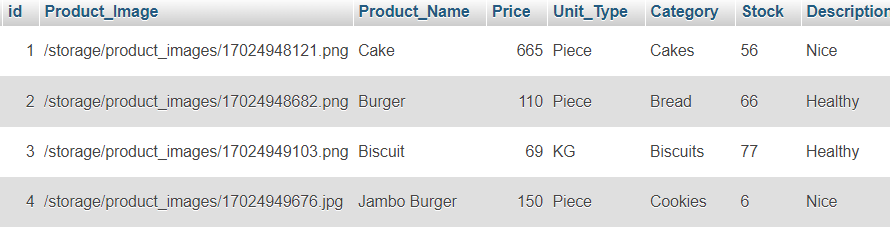 id Product_Image Product_Name Price Unit_Type Category Stock Description
1 /storage/product_images/17024948121.png Cake 665 Piece Cakes 56 Nice
2 /storage/product_images/17024948682.png Burger 110 Piece Bread 66 Healthy
3 /storage/product_images/17024949103.png Biscuit 69 KG Biscuits 77 Healthy
4 /storage/product_images/17024949676.jpg Jambo Burger 150 Piece Cookies 6 Nice